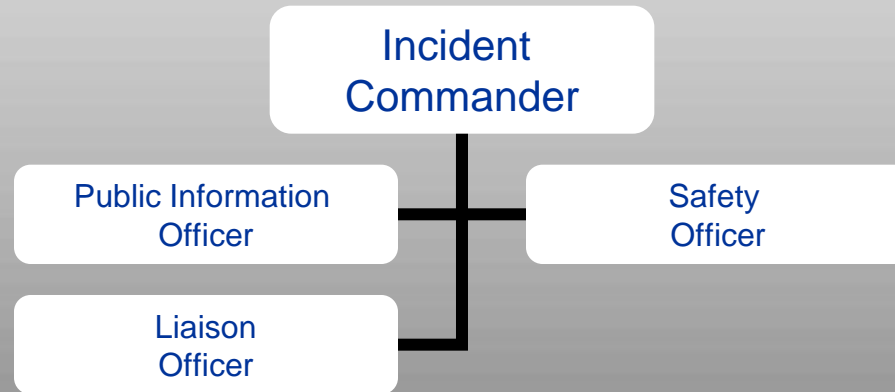 Incident
Commander
Public Information
Officer
Safety
Officer
Liaison
Officer